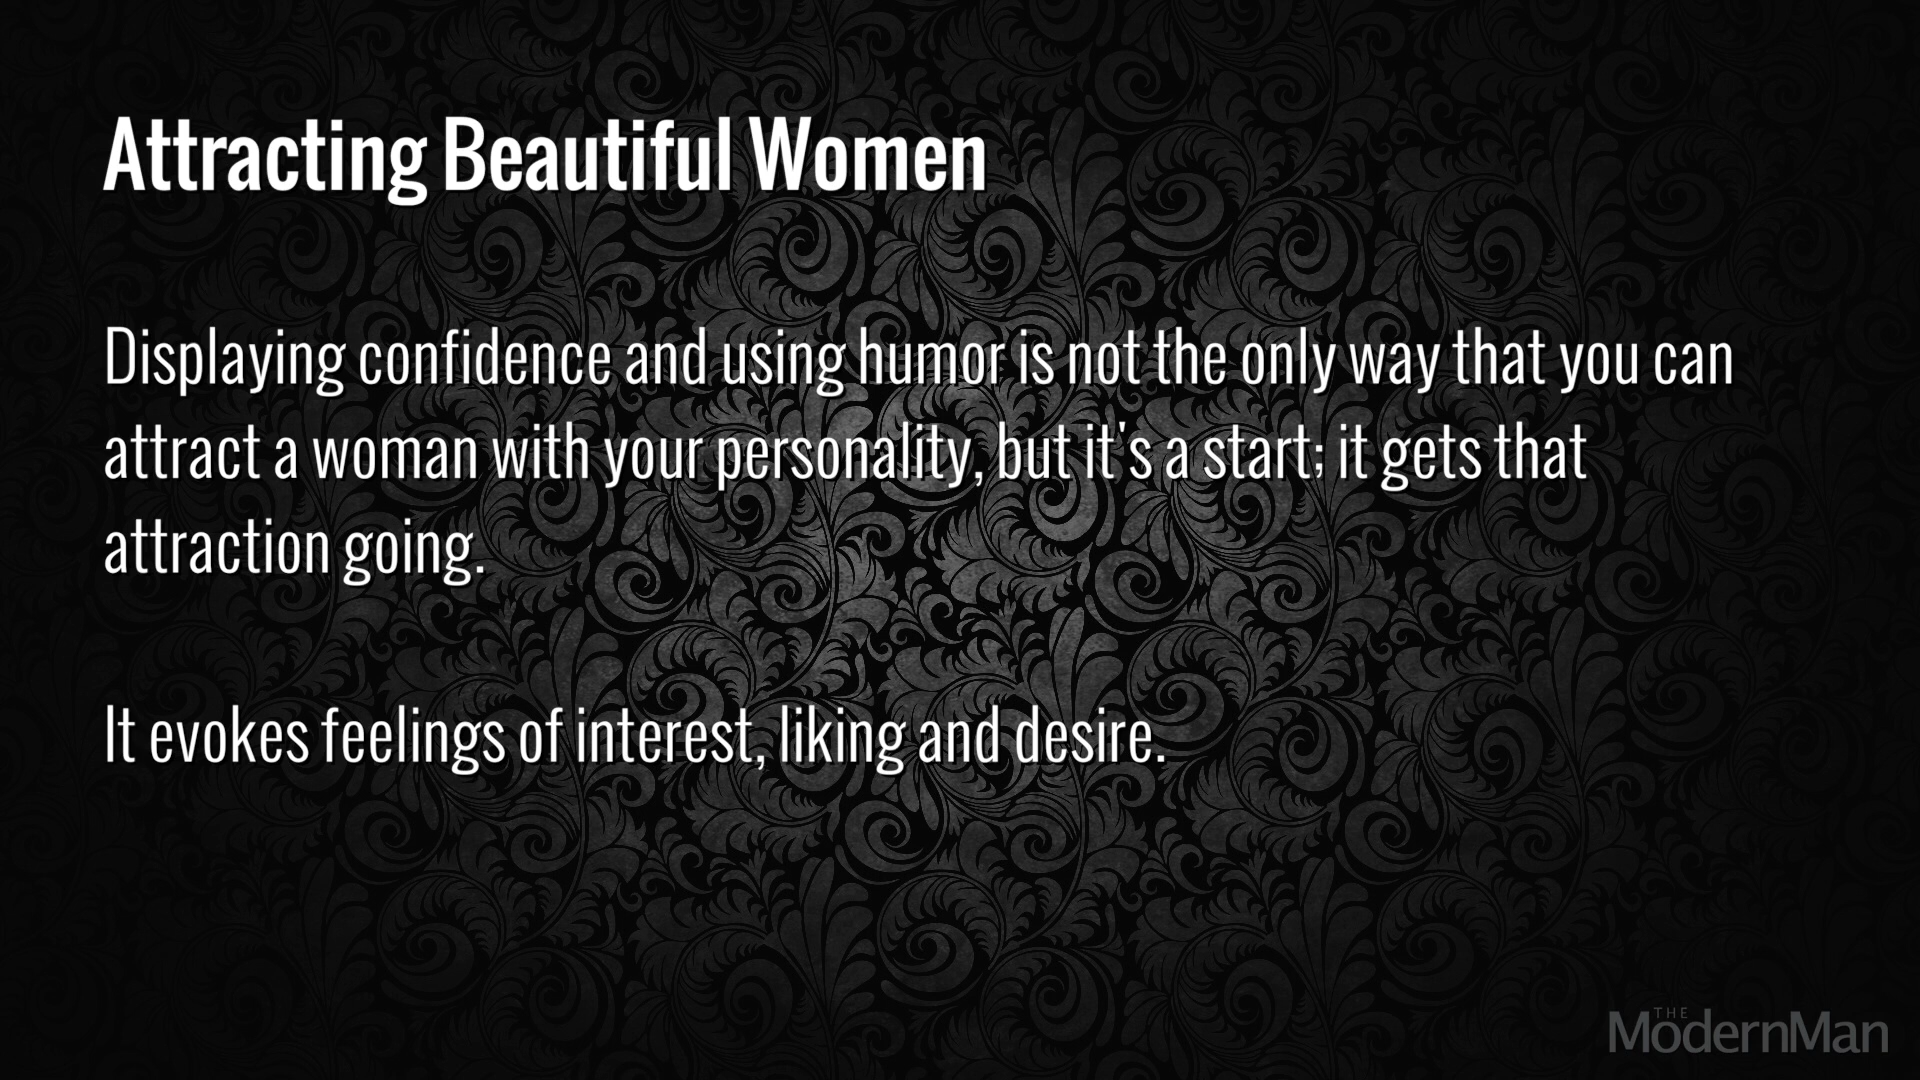 Attracting Beautiful Women
Displaying confidence and using humor is not the only way that you can
attract a woman with your personality, but it's a start; it gets that
attraction going.
It evokes feelings of interest, liking and desire.
THE
ModernMan